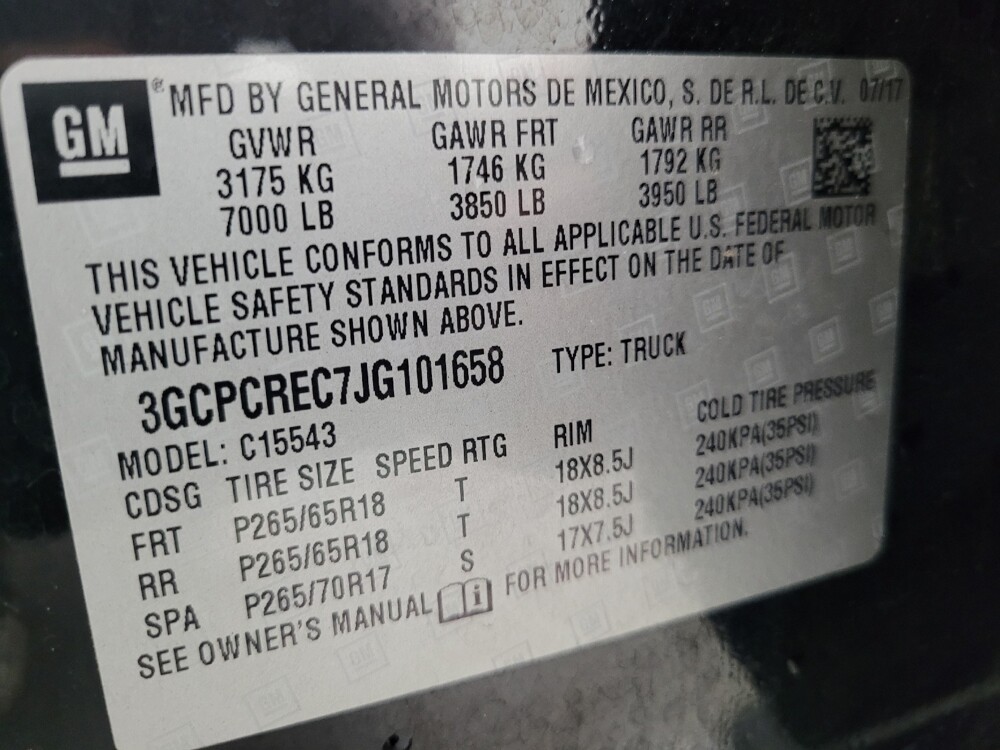 GM ® MFD BY GENERAL MOTORS DE MEXICO, S. DE R.L. DE C.V. 07/17
GVWR GAWR FRT GAWR RR
3175 KG 1746 KG 1792 KG
7000 LB 3850 LB 3950 LB
THIS VEHICLE CONFORMS TO ALL APPLICABLE U.S. FEDERAL MOTOR
VEHICLE SAFETY STANDARDS IN EFFECT ON THE DATE OF
MANUFACTURE SHOWN ABOVE.
3GCPCREC7JG101658 TYPE: TRUCK
MODEL: C15543
CDSG TIRE SIZE SPEED RTG RIM COLD TIRE PRESSURE
FRT P265/65R18 T 18X8.5J 240KPA(35PSI)
RR P265/65R18 T 18X8.5J 240KPA(35PSI)
SPA P265/70R17 S 17X7.5J 240KPA(35PSI)
SEE OWNER'S MANUAL i FOR MORE INFORMATION.